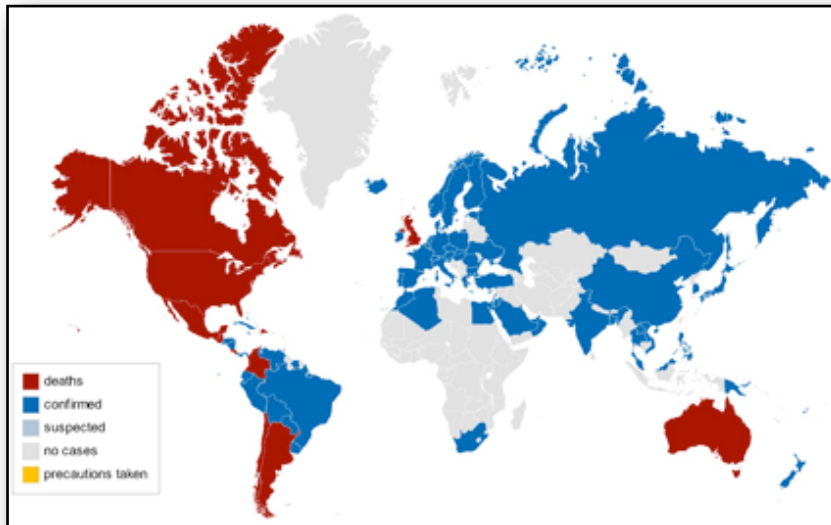 deaths
confirmed
suspected
no cases
precautions taken